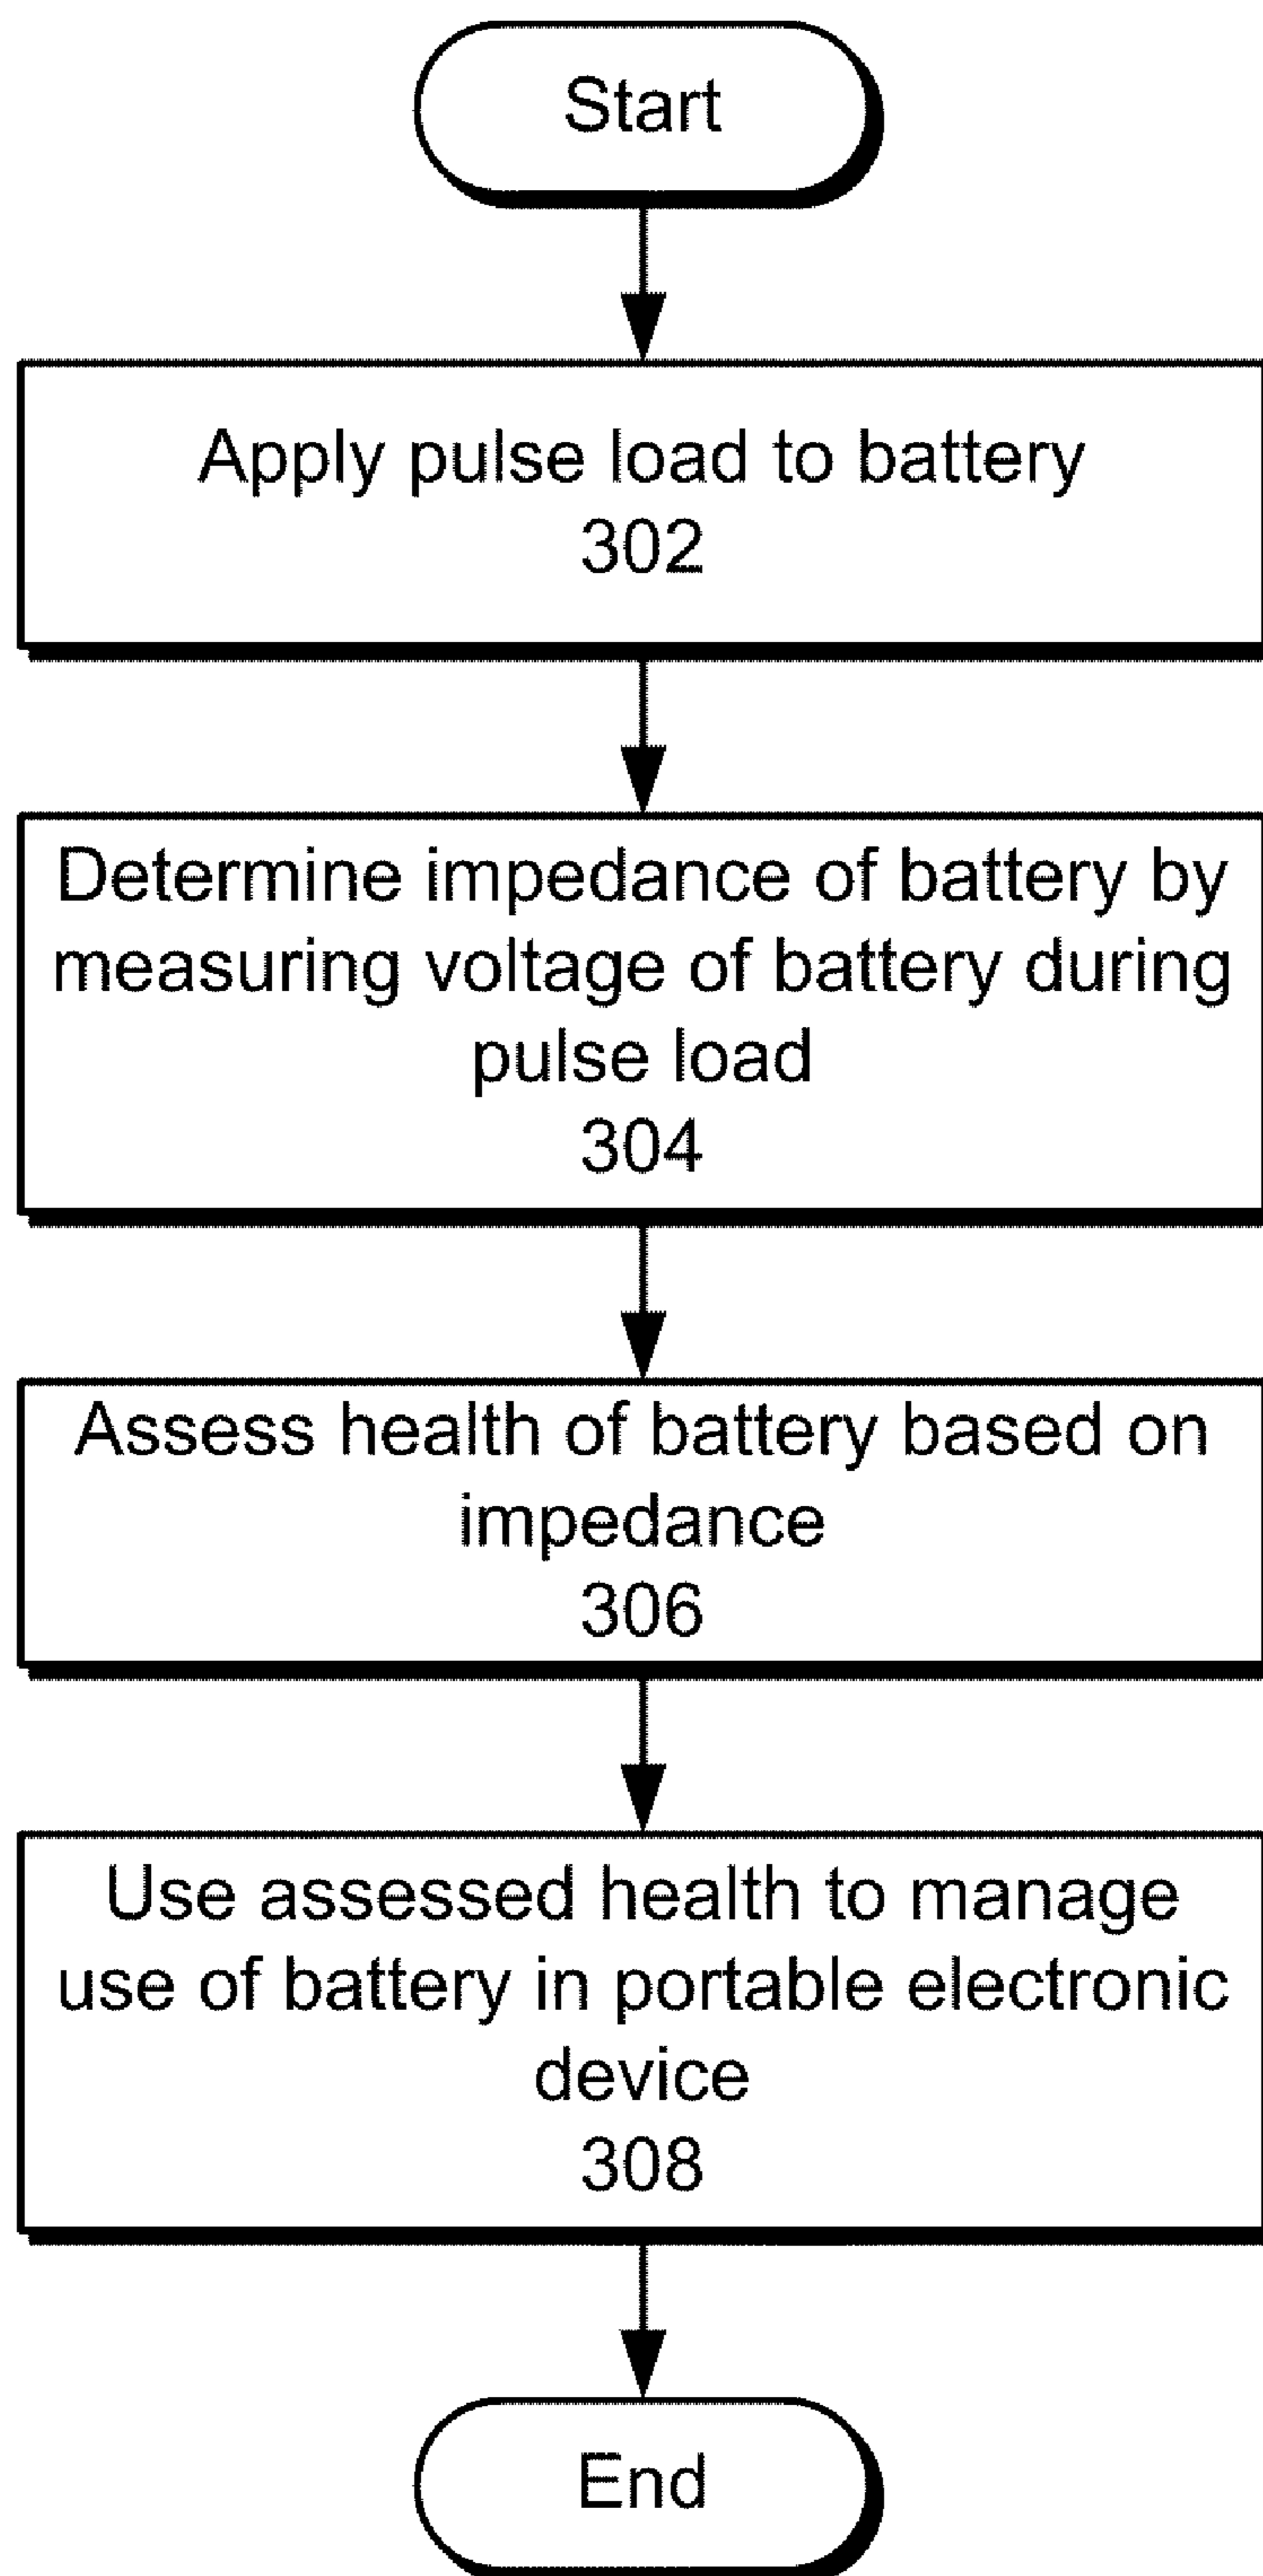 Start
Apply pulse load to battery
302
Determine impedance of battery by
measuring voltage of battery during
pulse load
304
Assess health of battery based on
impedance
306
Use assessed health to manage
use of battery in portable electronic
device
308
End